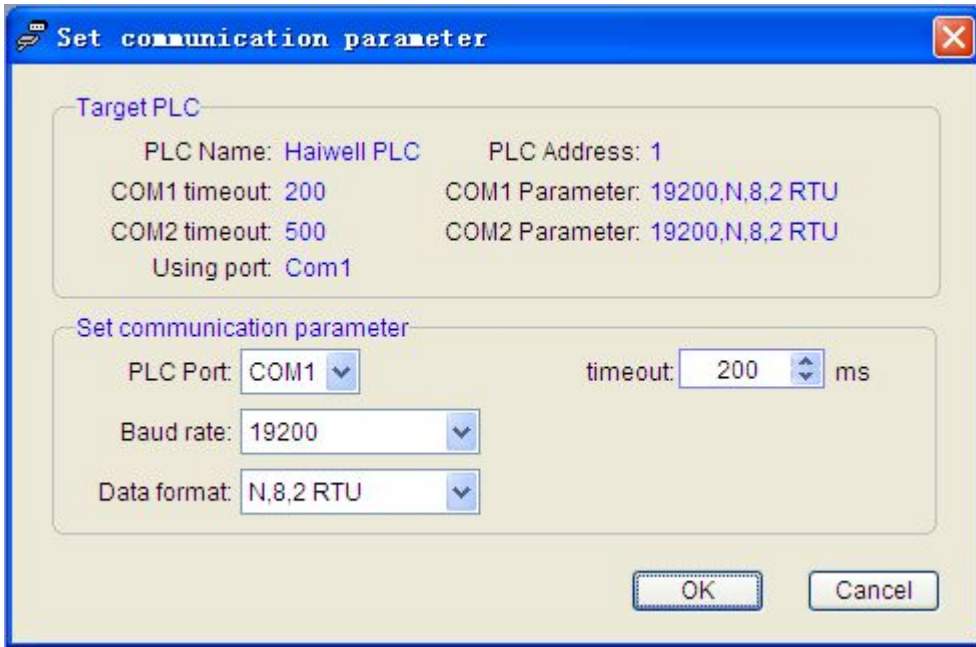 Set communication parameter
Target PLC
PLC Name: Haiwell PLC PLC Address: 1
COM1 timeout: 200 COM1 Parameter: 19200,N,8,2 RTU
COM2 timeout: 500 COM2 Parameter: 19200,N,8,2 RTU
Using port: Com1
Set communication parameter
PLC Port: COM1 timeout: 200 ms
Baud rate: 19200
Data format: N,8,2 RTU
OK Cancel